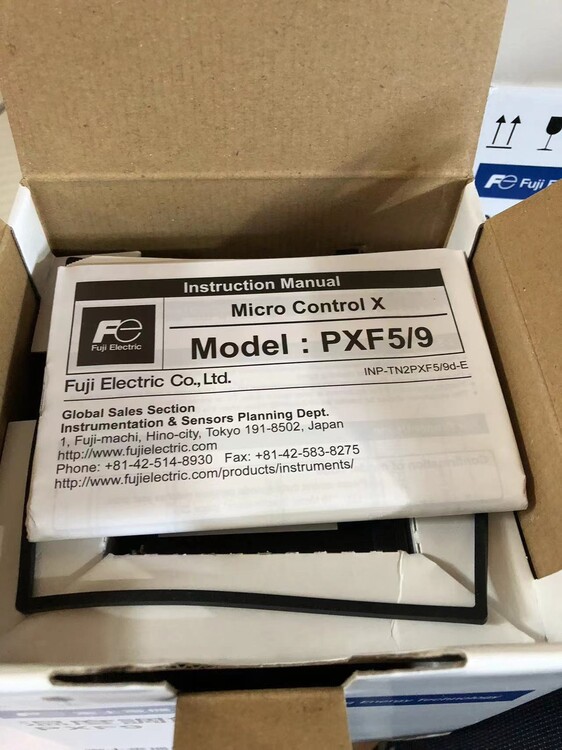 Fe Fuji
Instruction Manual
Fe
Fuji Electric
Micro Control X
Model : PXF5/9
Fuji Electric Co., Ltd.
INP-TN2PXF5/9d-E
Global Sales Section
Instrumentation & Sensors Planning Dept.
1, Fuji-machi, Hino-city, Tokyo 191-8502, Japan
http://www.fujielectric.com
Phone: +81-42-514-8930 Fax: +81-42-583-8275
http://www.fujielectric.com/products/instruments/
Energy Technology